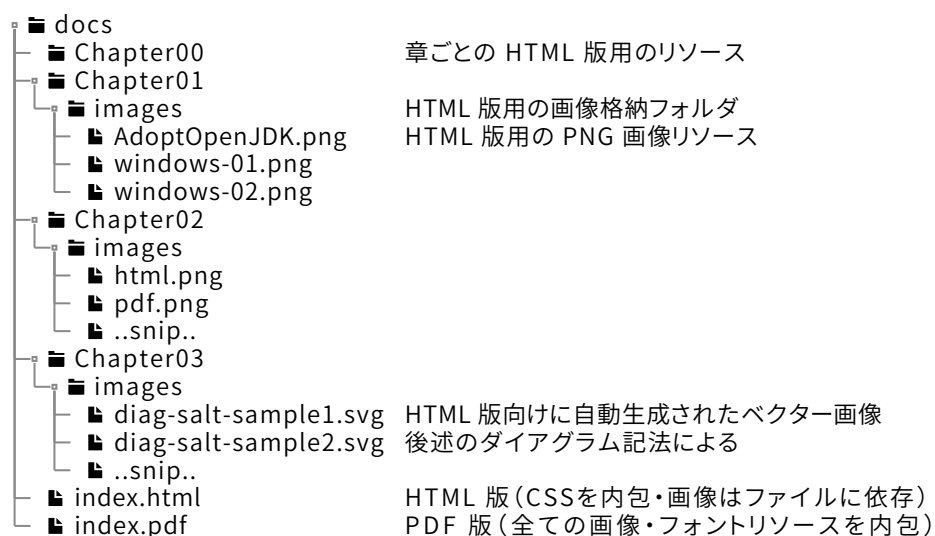 docs
Chapter00 章ごとの HTML 版用のリソース
Chapter01
images HTML 版用の画像格納フォルダ
AdoptOpenJDK.png HTML 版用の PNG 画像リソース
windows-01.png
windows-02.png
Chapter02
images
html.png
pdf.png
..snip..
Chapter03
images
diag-salt-sample1.svg HTML 版向けに自動生成されたベクター画像
diag-salt-sample2.svg 後述のダイアグラム記法による
..snip..
index.html HTML 版（CSSを内包・画像はファイルに依存）
index.pdf PDF 版（全ての画像・フォントリソースを内包）